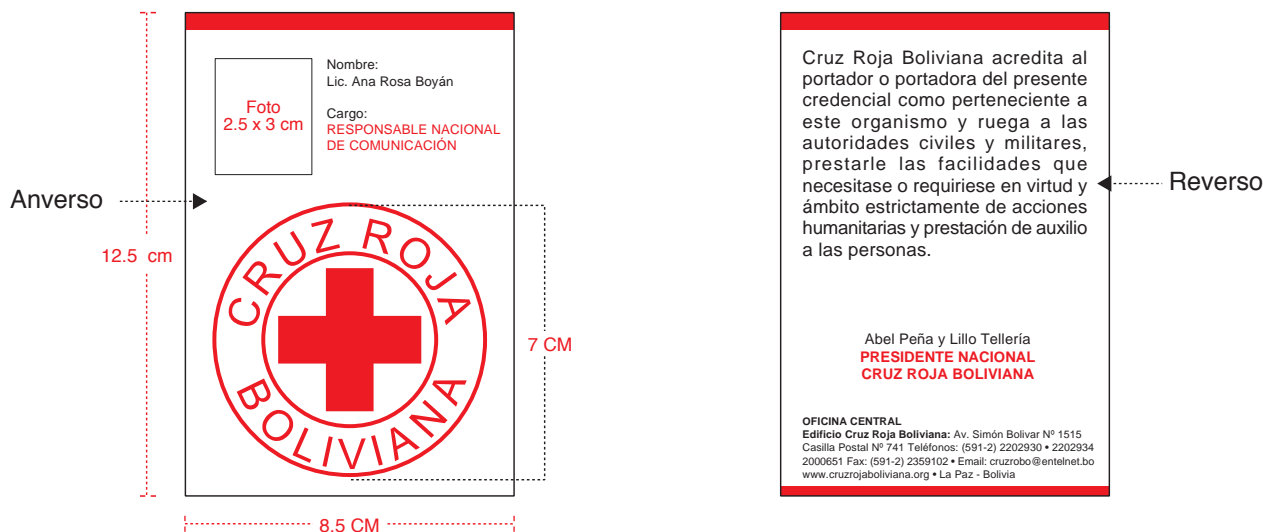 Anverso
12.5 cm
Foto
2.5 x 3 cm
Nombre:
Lic. Ana Rosa Boyán
Cargo:
RESPONSABLE NACIONAL
DE COMUNICACIÓN
CRUZ ROJA
BOLIVIANA
7 CM
8.5 CM
Cruz Roja Boliviana acredita al
portador o portadora del presente
credencial como perteneciente a
este organismo y ruega a las
autoridades civiles y militares,
prestarle las facilidades que
necesitase o requiriese en virtud y
ámbito estrictamente de acciones
humanitarias y prestación de auxilio
a las personas.
Reverso
Abel Peña y Lillo Tellería
PRESIDENTE NACIONAL
CRUZ ROJA BOLIVIANA
OFICINA CENTRAL
Edificio Cruz Roja Boliviana: Av. Simón Bolivar Nº 1515
Casilla Postal Nº 741 Teléfonos: (591-2) 2202930 • 2202934
2000651 Fax: (591-2) 2359102 • Email: cruzrobo@entelnet.bo
www.cruzrojaboliviana.org • La Paz - Bolivia